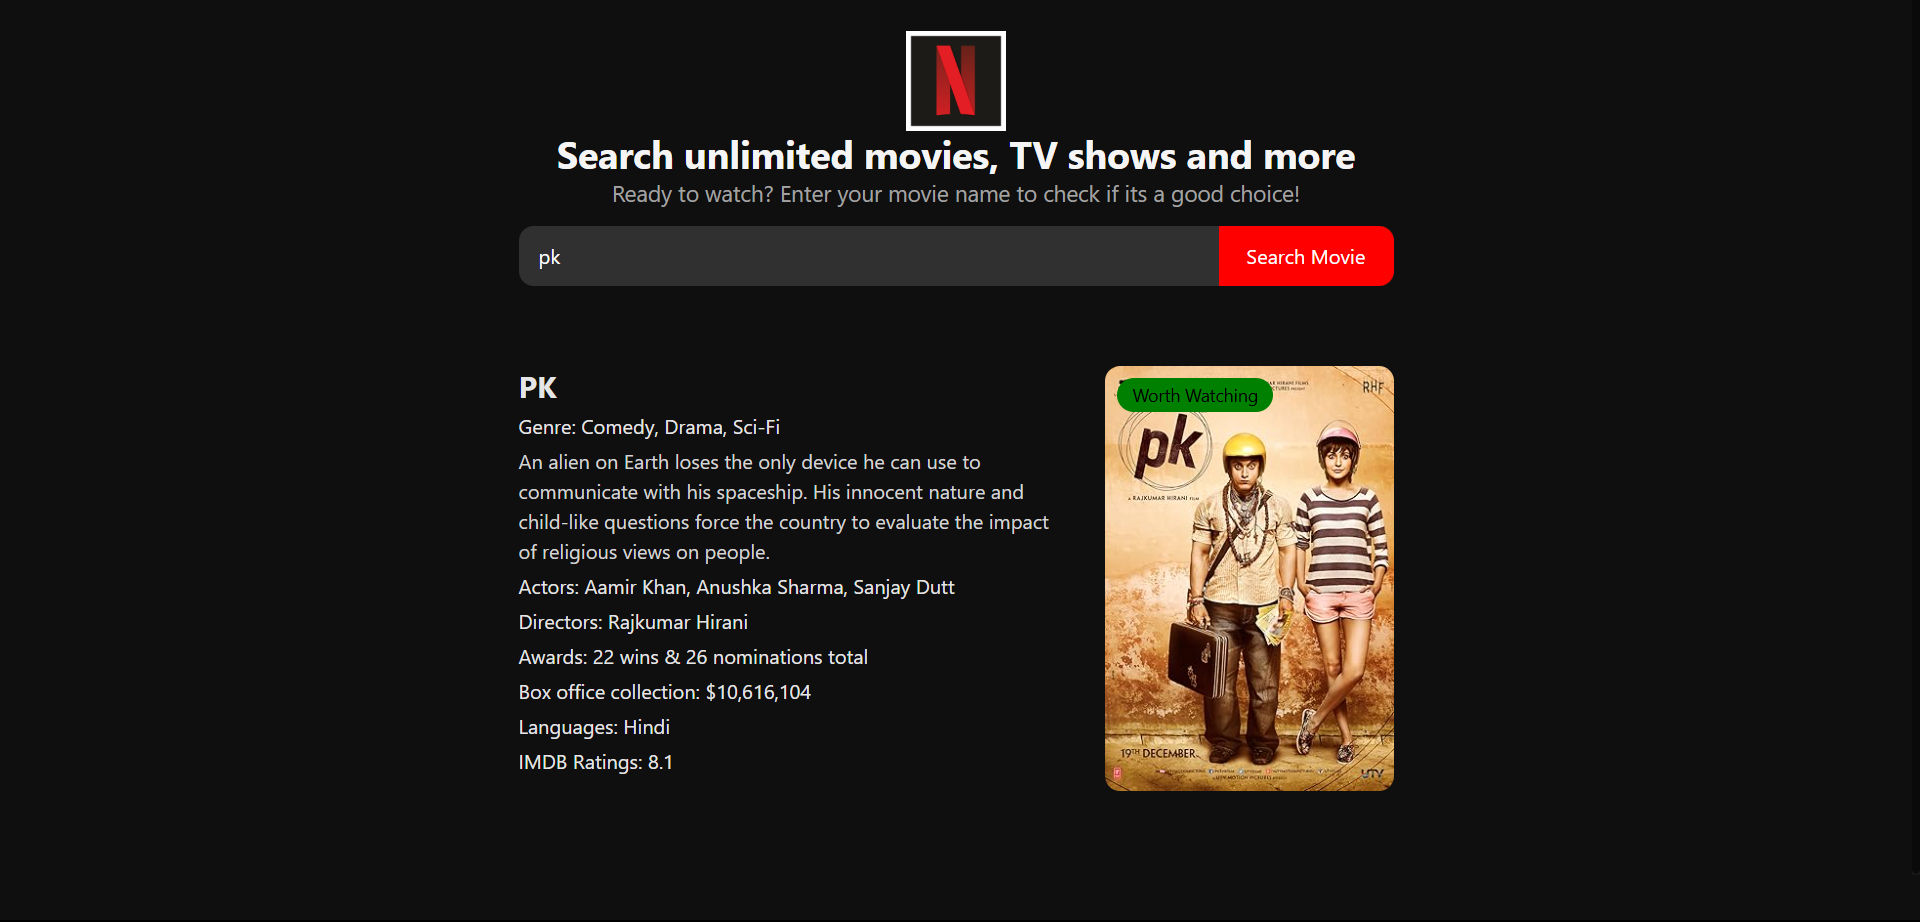 N
Search unlimited movies, TV shows and more
Ready to watch? Enter your movie name to check if its a good choice!
pk
Search Movie
PK
Genre: Comedy, Drama, Sci-Fi
An alien on Earth loses the only device he can use to
communicate with his spaceship. His innocent nature and
child-like questions force the country to evaluate the impact
of religious views on people.
Actors: Aamir Khan, Anushka Sharma, Sanjay Dutt
Directors: Rajkumar Hirani
Awards: 22 wins & 26 nominations total
Box office collection: $10,616,104
Languages: Hindi
IMDB Ratings: 8.1
RHF
Worth Watching
pk
A RAJKUMAR HIRANI FILM
19TH DECEMBER
UTV